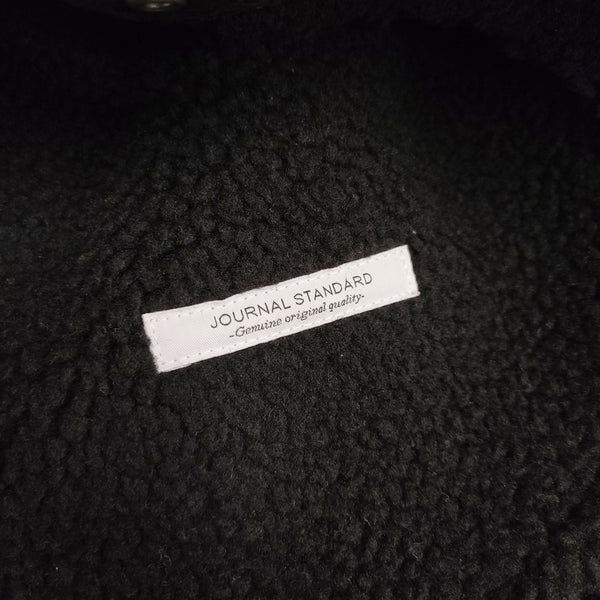 JOURNAL STANDARD
-Genuine original quality-